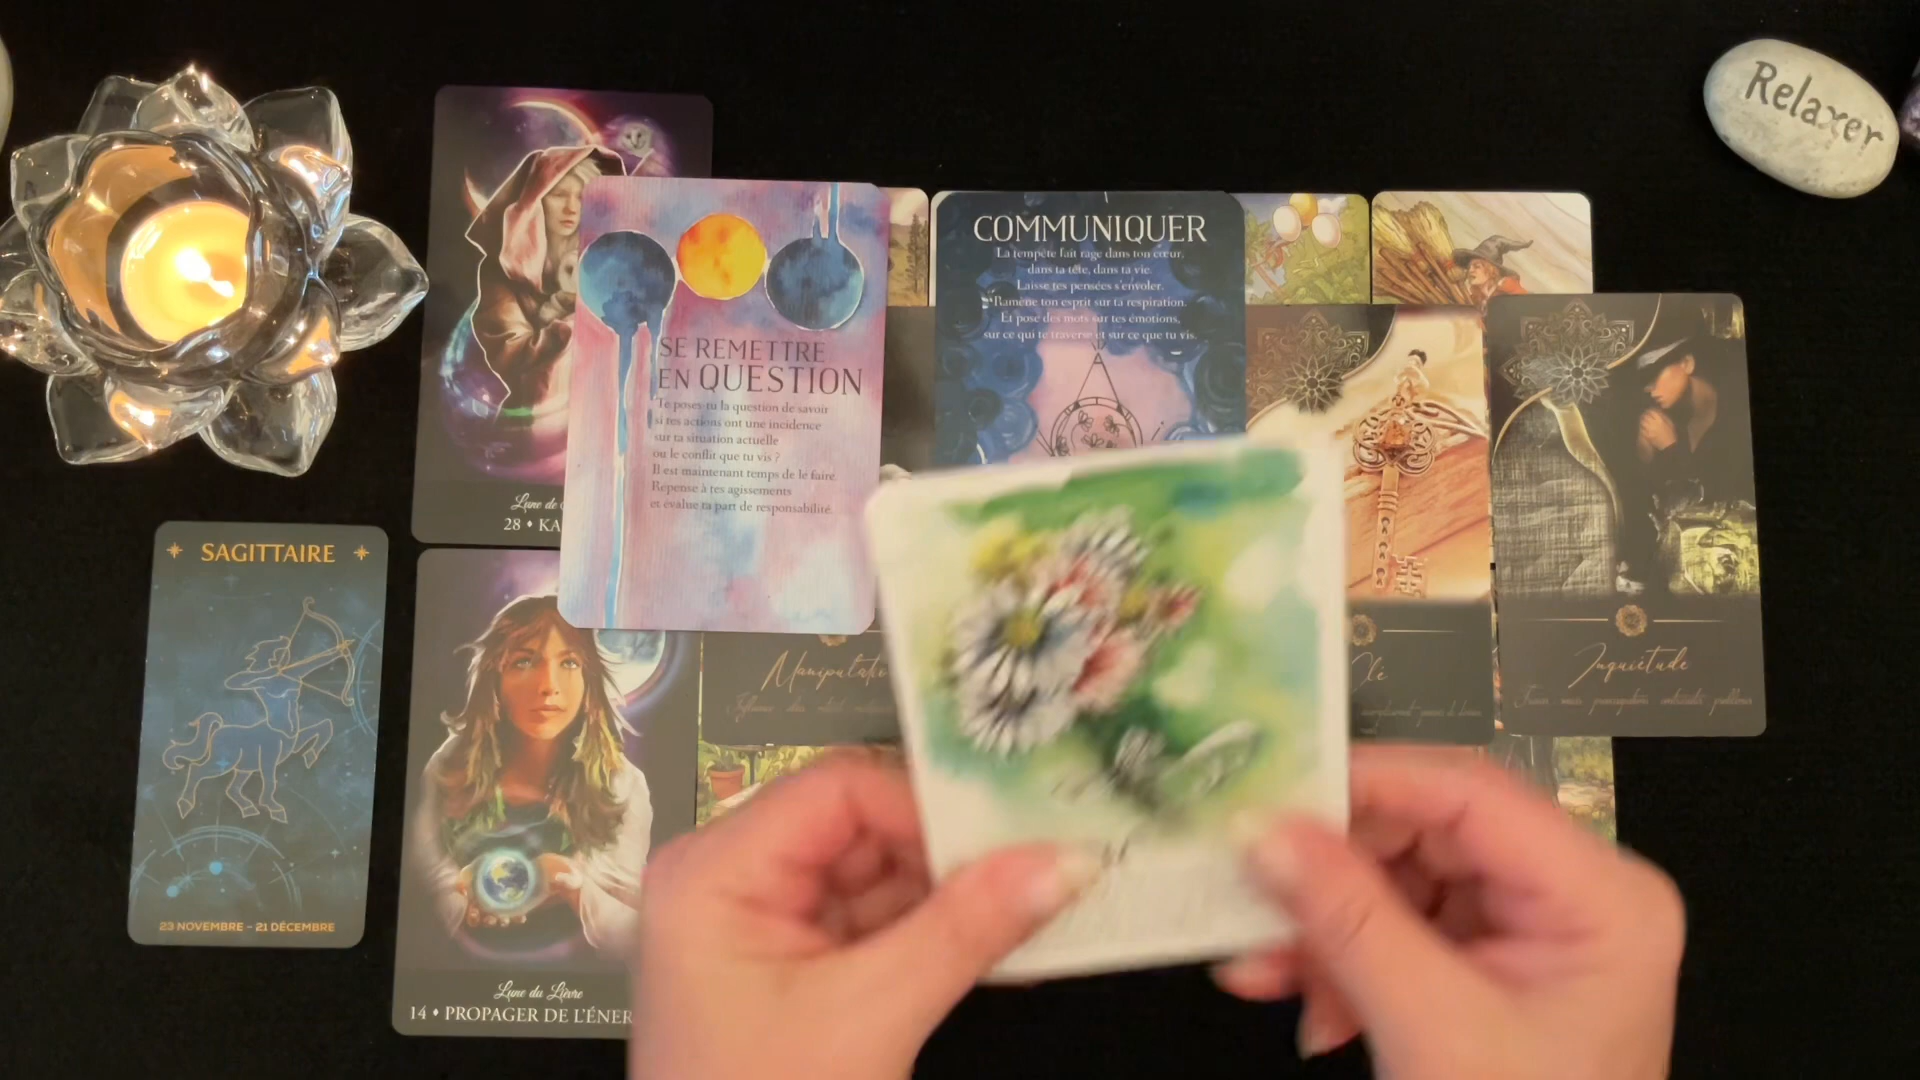 Relaxer
COMMUNIQUER
La tempête fait rage dans ton cœur,
dans ta tête, dans ta vie.
Laisse tes pensées s'envoler.
Ramène ton esprit sur ta respiration.
Et pose des mots sur tes émotions,
sur ce qui te traverse et sur ce que tu vis.
SE REMETTRE
EN QUESTION
Te poses-tu la question de savoir
si tes actions ont une incidence
sur ta situation actuelle
ou le conflit que tu vis ?
Il est maintenant temps de le faire.
Repense à tes agissements
et évalue ta part de responsabilité.
Lune de
28 • KA
SAGITTAIRE
23 NOVEMBRE - 21 DÉCEMBRE
Manipulatio
Clé
Inquiétude
Lune du Lièvre
14 • PROPAGER DE L'ÉNER